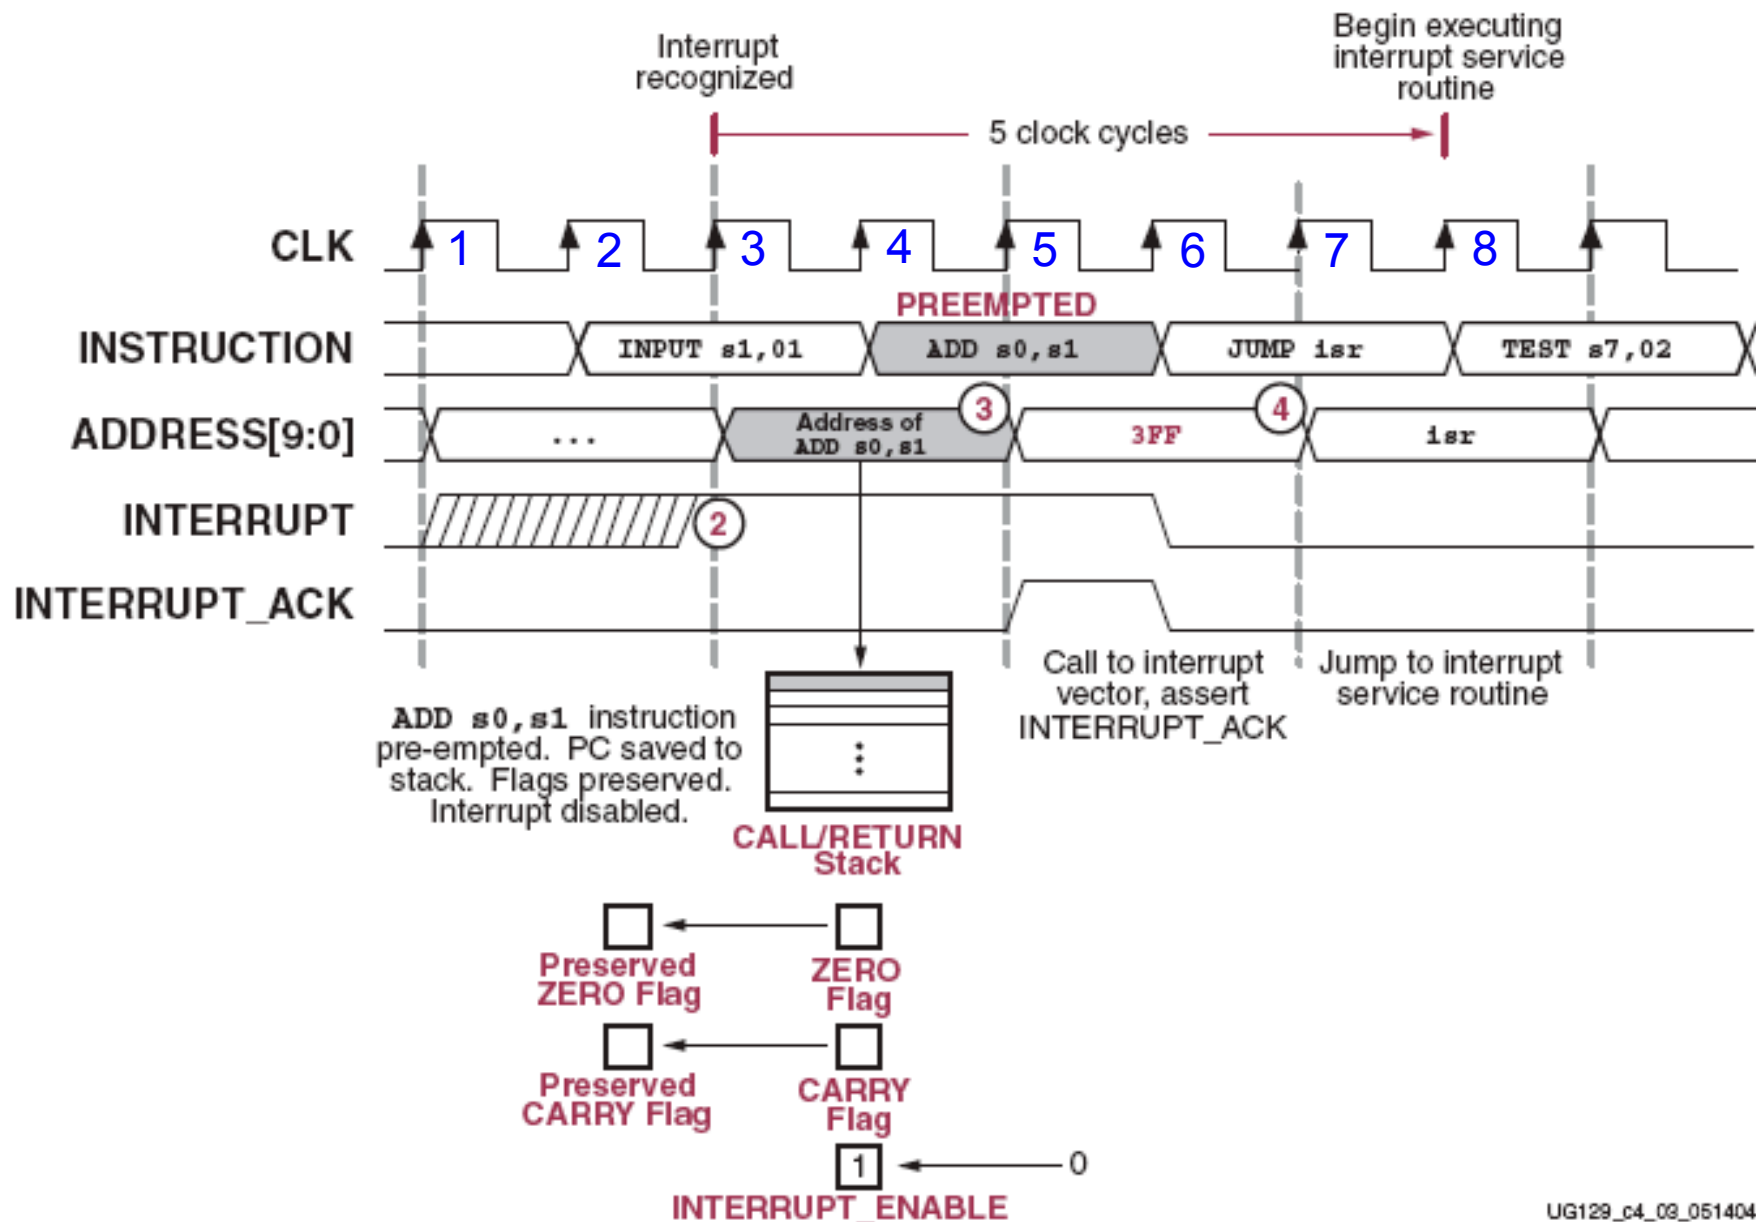 Interrupt
recognized
Begin executing
interrupt service
routine
5 clock cycles
CLK
1 2 3 4 5 6 7 8
PREEMPTED
INSTRUCTION
INPUT s1,01
ADD s0,s1
JUMP isr
TEST s7,02
ADDRESS[9:0]
...
Address of
ADD s0,s1
3
3FF
4
isr
INTERRUPT
2
INTERRUPT_ACK
ADD s0,s1 instruction
pre-empted. PC saved to
stack. Flags preserved.
Interrupt disabled.
Call to interrupt
vector, assert
INTERRUPT_ACK
Jump to interrupt
service routine
CALL/RETURN
Stack
Preserved
ZERO Flag
ZERO
Flag
Preserved
CARRY Flag
CARRY
Flag
1
0
INTERRUPT_ENABLE
UG129_c4_03_051404